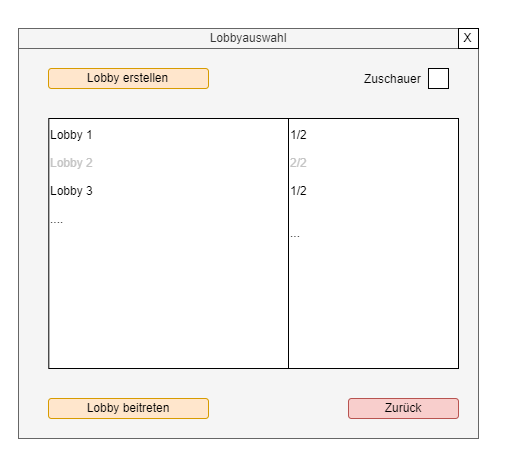 Lobbyauswahl X
Lobby erstellen Zuschauer
Lobby 1 1/2
Lobby 2 2/2
Lobby 3 1/2
....
...
Lobby beitreten Zurück